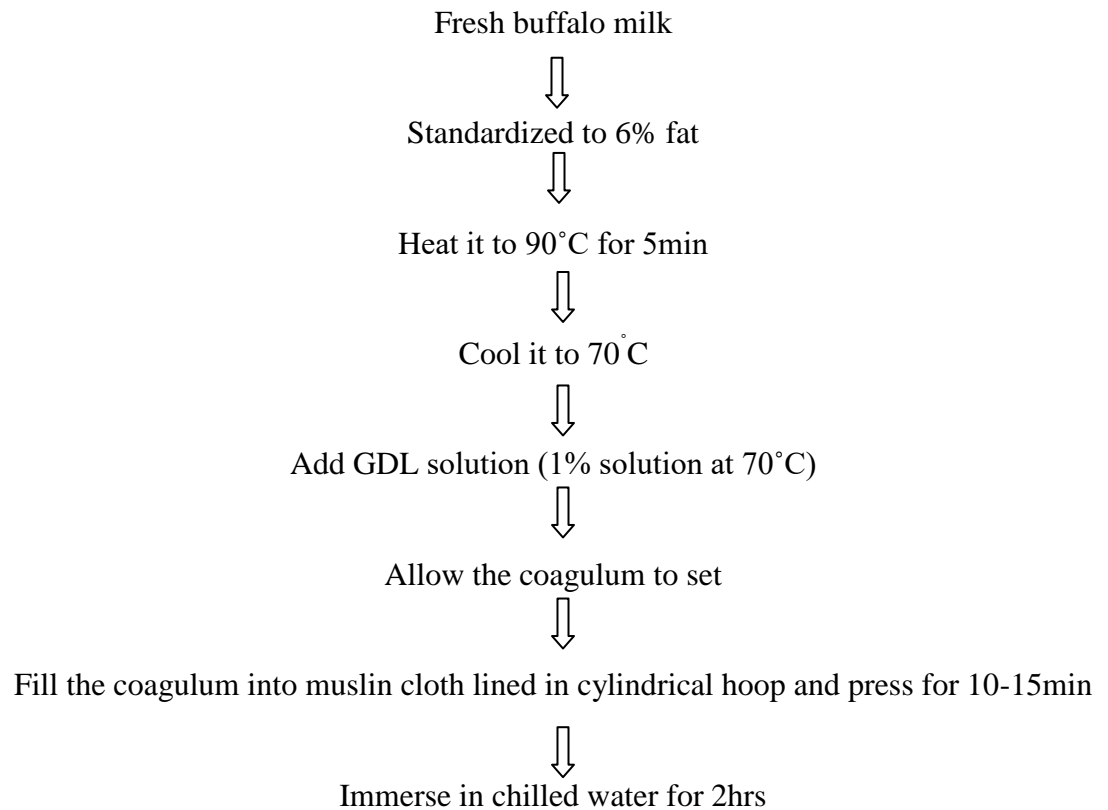 Fresh buffalo milk
Standardized to 6% fat
Heat it to 90˚C for 5min
Cool it to 70˚C
Add GDL solution (1% solution at 70˚C)
Allow the coagulum to set
Fill the coagulum into muslin cloth lined in cylindrical hoop and press for 10-15min
Immerse in chilled water for 2hrs